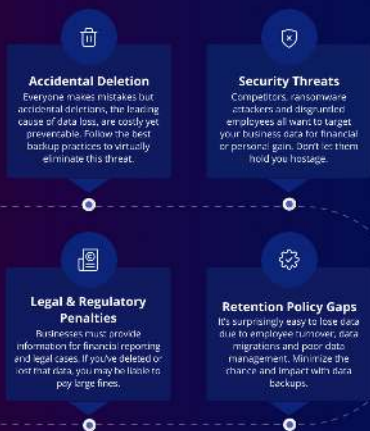 Accidental Deletion
Everyone makes mistakes but
accidental deletions, the leading
cause of data loss, are costly yet
preventable. Follow the best
backup practices to virtually
eliminate this threat.
Security Threats
Competitors, ransomware
attackers and disgruntled
employees all want to target
your business data for financial
or personal gain. Don't let them
hold you hostage.
Legal & Regulatory
Penalties
Businesses must provide
information for financial reporting
and legal cases. If you've deleted or
lost that data, you may be liable to
pay large fines.
Retention Policy Gaps
It's surprisingly easy to lose data
due to employee turnover, data
migrations and poor data
management. Minimize the
chance and impact with data
backups.